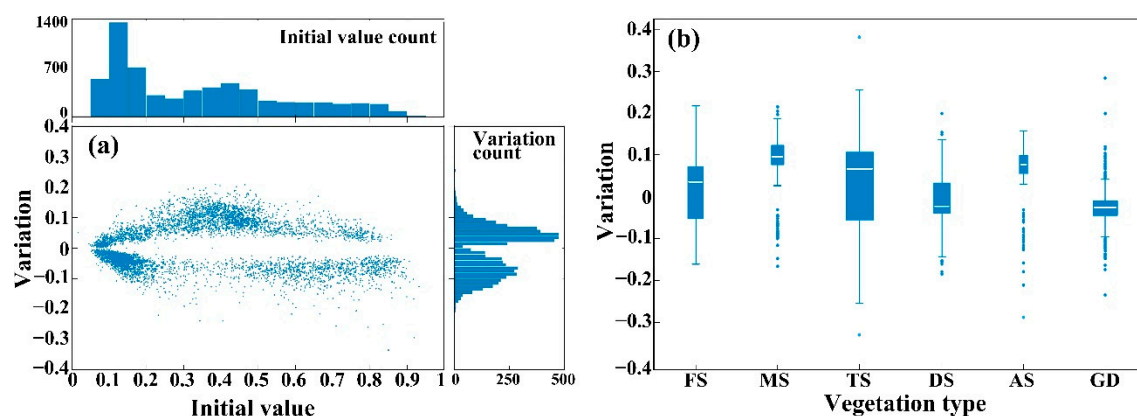 1400
700
0
Initial value count
0.4
0.3
0.2
0.1
0
−0.1
−0.2
−0.3
−0.4
Variation
(a)
0 0.1 0.2 0.3 0.4 0.5 0.6 0.7 0.8 0.9 1
Initial value
Variation
count
0 250 500
(b)
0.4
0.3
0.2
0.1
0
−0.1
−0.2
−0.4
Variation
FS MS TS DS AS GD
Vegetation type